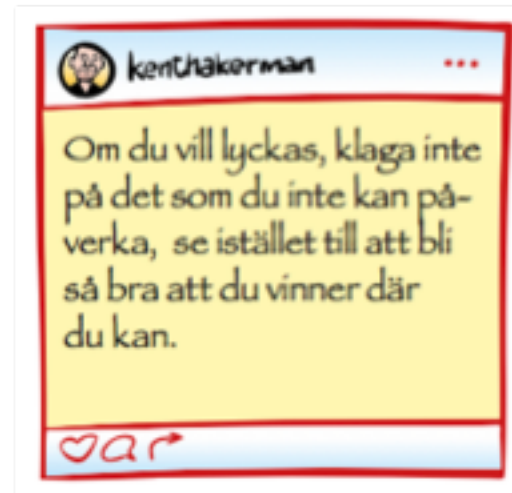 kenthakerman
Om du vill lyckas, klaga inte
på det som du inte kan på-
verka, se istället till att bli
så bra att du vinner där
du kan.